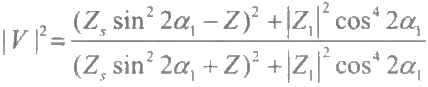 |V|² = ((Z_s sin² 2α₁ − Z)² + |Z₁|² cos⁴ 2α₁) / ((Z_s sin² 2α₁ + Z)² + |Z₁|² cos⁴ 2α₁)